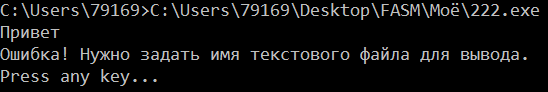 C:\Users\79169>C:\Users\79169\Desktop\FASM\Моё\222.exe
Привет
Ошибка! Нужно задать имя текстового файла для вывода.
Press any key...